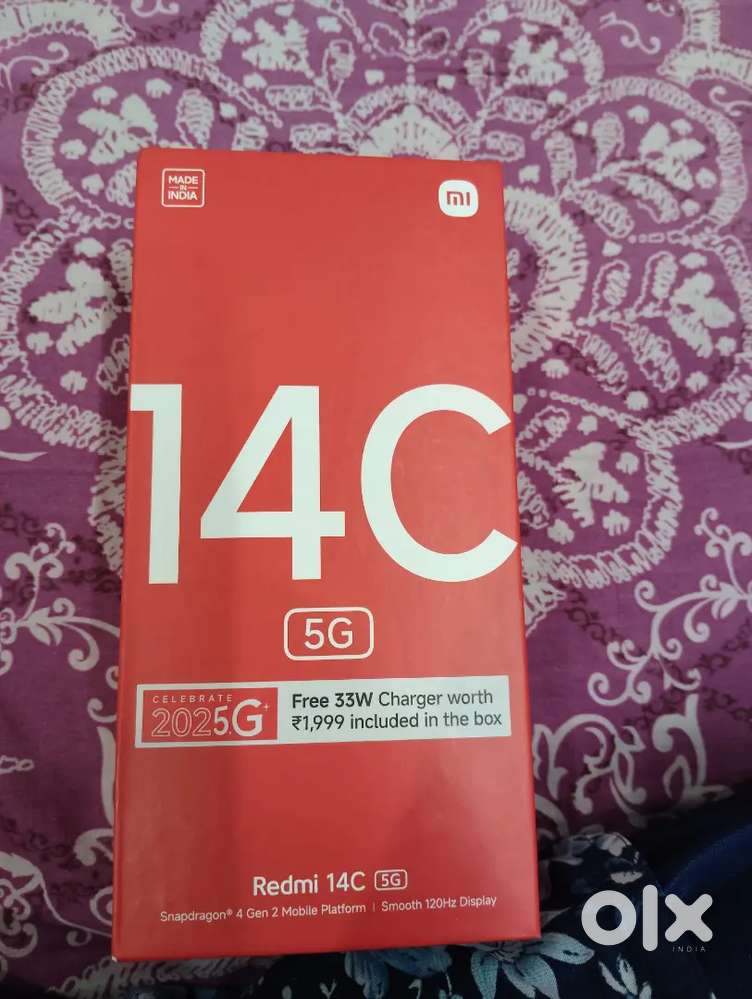 MADE
IN
INDIA
mi
14C
5G
CELEBRATE
2025.G+
Free 33W Charger worth
₹1,999 included in the box
Redmi 14C 5G
Snapdragon® 4 Gen 2 Mobile Platform | Smooth 120Hz Display
olx
INDIA